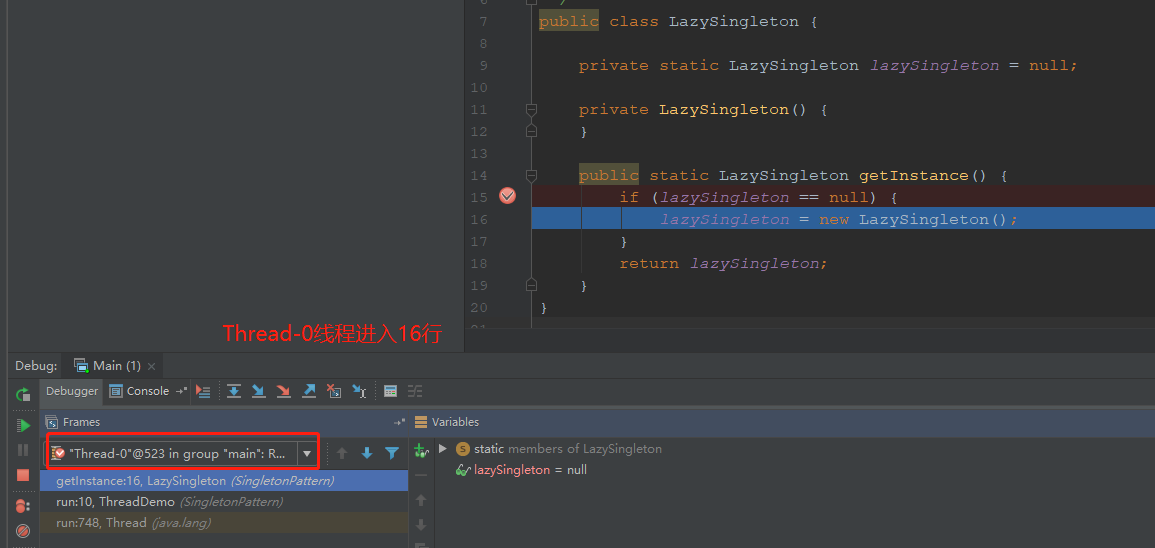 6 */
7 public class LazySingleton {
8
9 private static LazySingleton lazySingleton = null;
10
11 private LazySingleton() {
12 }
13
14 public static LazySingleton getInstance() {
15 if (lazySingleton == null) {
16 lazySingleton = new LazySingleton();
17 }
18 return lazySingleton;
19 }
20 }
21
Thread-0线程进入16行
Debug: Main (1) ×
Debugger Console
Frames
Variables
"Thread-0"@523 in group "main": R...
getInstance:16, LazySingleton (SingletonPattern)
run:10, ThreadDemo (SingletonPattern)
run:748, Thread (java.lang)
s static members of LazySingleton
lazySingleton = null